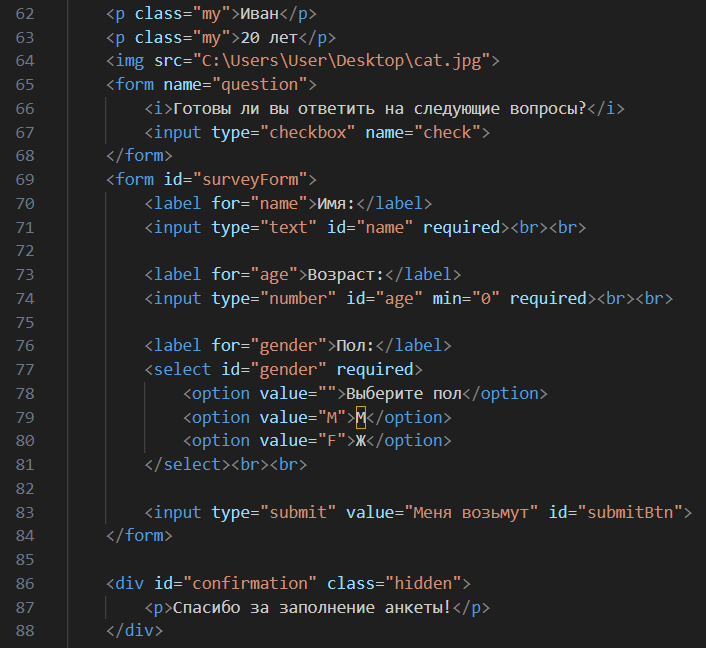 62 <p class="my">Иван</p>
63 <p class="my">20 лет</p>
64 <img src="C:\Users\User\Desktop\cat.jpg">
65 <form name="question">
66 <i>Готовы ли вы ответить на следующие вопросы?</i>
67 <input type="checkbox" name="check">
68 </form>
69 <form id="surveyForm">
70 <label for="name">Имя:</label>
71 <input type="text" id="name" required><br><br>
72
73 <label for="age">Возраст:</label>
74 <input type="number" id="age" min="0" required><br><br>
75
76 <label for="gender">Пол:</label>
77 <select id="gender" required>
78 <option value="">Выберите пол</option>
79 <option value="M">М</option>
80 <option value="F">Ж</option>
81 </select><br><br>
82
83 <input type="submit" value="Меня возьмут" id="submitBtn">
84 </form>
85
86 <div id="confirmation" class="hidden">
87 <p>Спасибо за заполнение анкеты!</p>
88 </div>